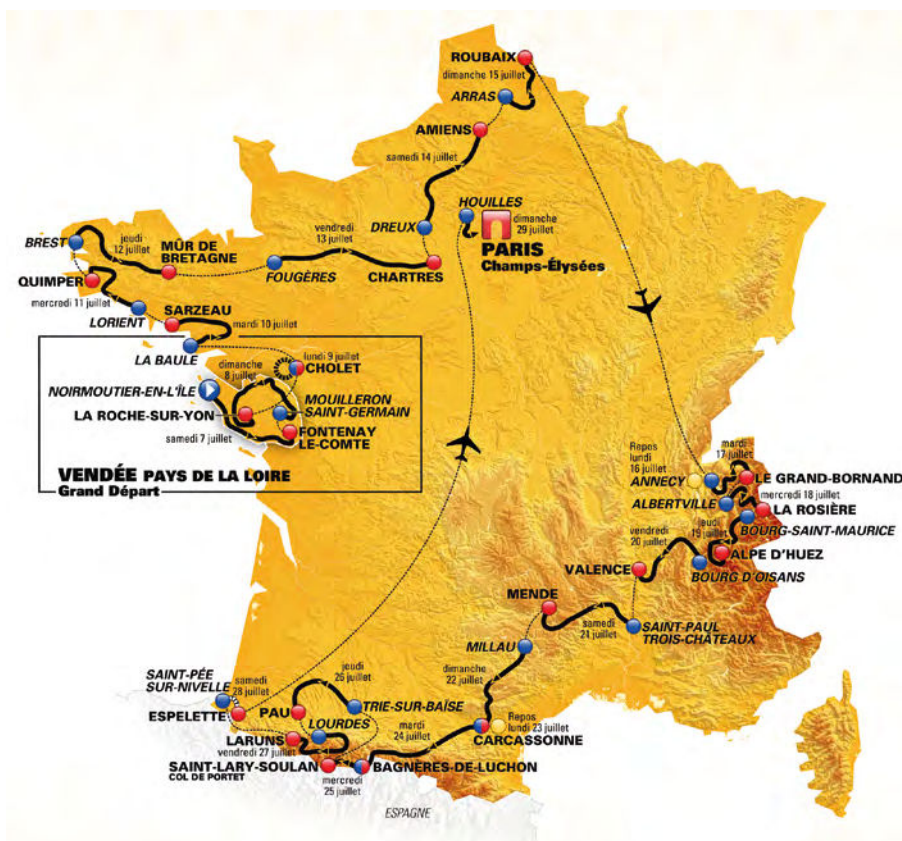 ROUBAIX
dimanche 15 juillet
ARRAS
AMIENS
samedi 14 juillet
HOUILLES
dimanche
29 juillet
PARIS
Champs-Élysées
DREUX
BREST
jeudi
12 juillet
MÛR DE
BRETAGNE
vendredi
13 juillet
FOUGÈRES
CHARTRES
QUIMPER
mercredi 11 juillet
LORIENT
SARZEAU
mardi 10 juillet
LA BAULE
lundi 9 juillet
CHOLET
dimanche
8 juillet
NOIRMOUTIER-EN-L'ÎLE
MOUILLERON
SAINT-GERMAIN
LA ROCHE-SUR-YON
samedi 7 juillet
FONTENAY
LE-COMTE
VENDÉE PAYS DE LA LOIRE
Grand Départ
Repos
lundi
16 juillet
ANNECY
mardi
17 juillet
LE GRAND-BORNAND
ALBERTVILLE
mercredi 18 juillet
LA ROSIÈRE
jeudi
19 juillet
BOURG-SAINT-MAURICE
vendredi
20 juillet
ALPE D'HUEZ
BOURG D'OISANS
VALENCE
MENDE
samedi
21 juillet
SAINT-PAUL
TROIS-CHÂTEAUX
MILLAU
dimanche
22 juillet
Repos
lundi 23 juillet
CARCASSONNE
SAINT-PÉE
SUR-NIVELLE
samedi
28 juillet
ESPELETTE
jeudi
26 juillet
PAU
TRIE-SUR-BAÏSE
LOURDES
mardi
24 juillet
LARUNS
vendredi 27 juillet
SAINT-LARY-SOULAN
COL DE PORTET
mercredi
25 juillet
BAGNÈRES-DE-LUCHON
ESPAGNE